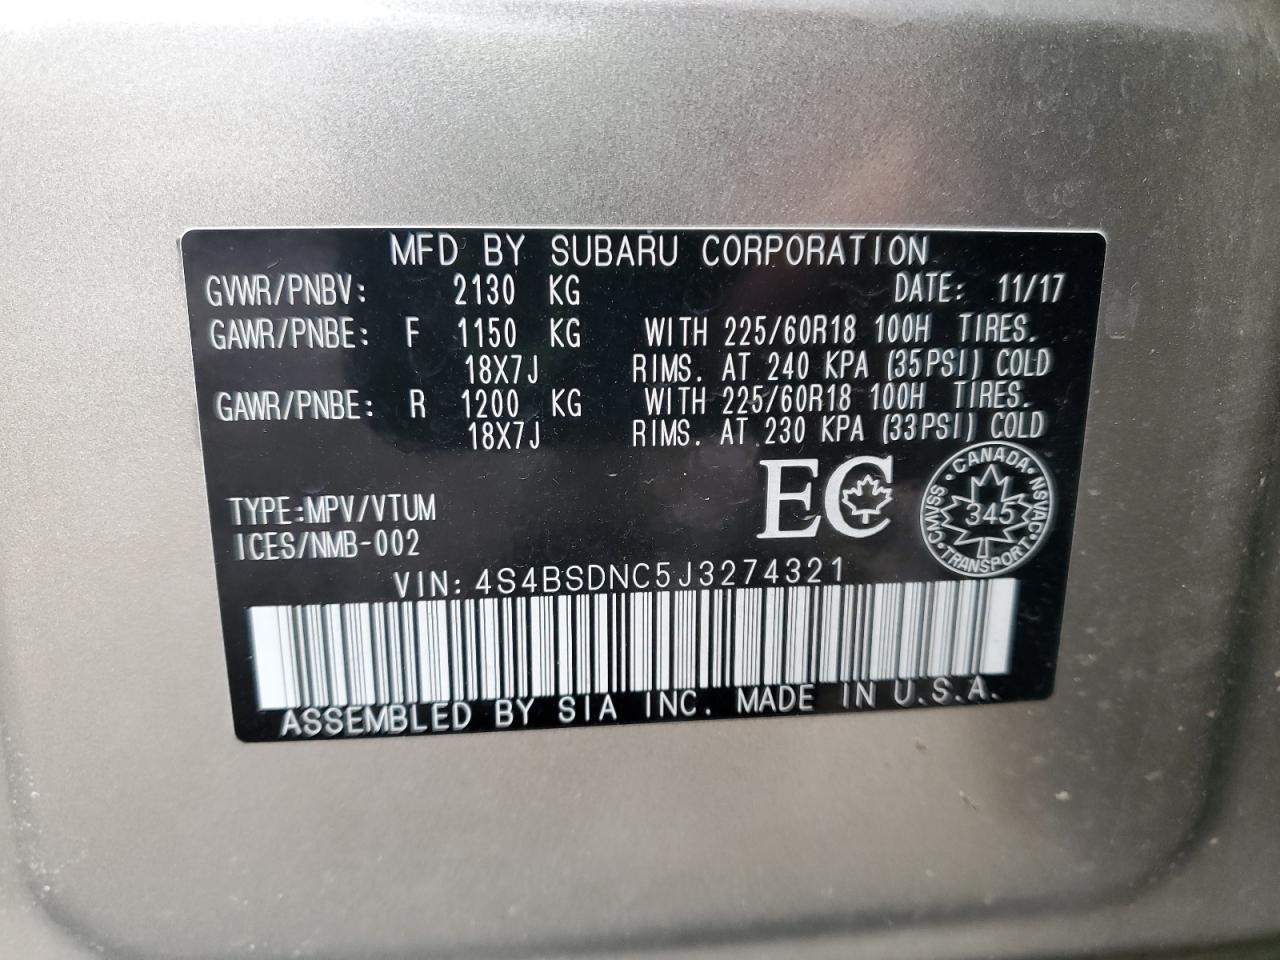 MFD BY SUBARU CORPORATION
GVWR/PNBV: 2130 KG DATE: 11/17
GAWR/PNBE: F 1150 KG WITH 225/60R18 100H TIRES.
18X7J RIMS. AT 240 KPA (35PSI) COLD
GAWR/PNBE: R 1200 KG WITH 225/60R18 100H TIRES.
18X7J RIMS. AT 230 KPA (33PSI) COLD
EC
CANADA
CMVSS 345 NSVAC
TRANSPORT
TYPE:MPV/VTUM
ICES/NMB-002
VIN: 4S4BSDNC5J3274321
ASSEMBLED BY SIA INC. MADE IN U.S.A.